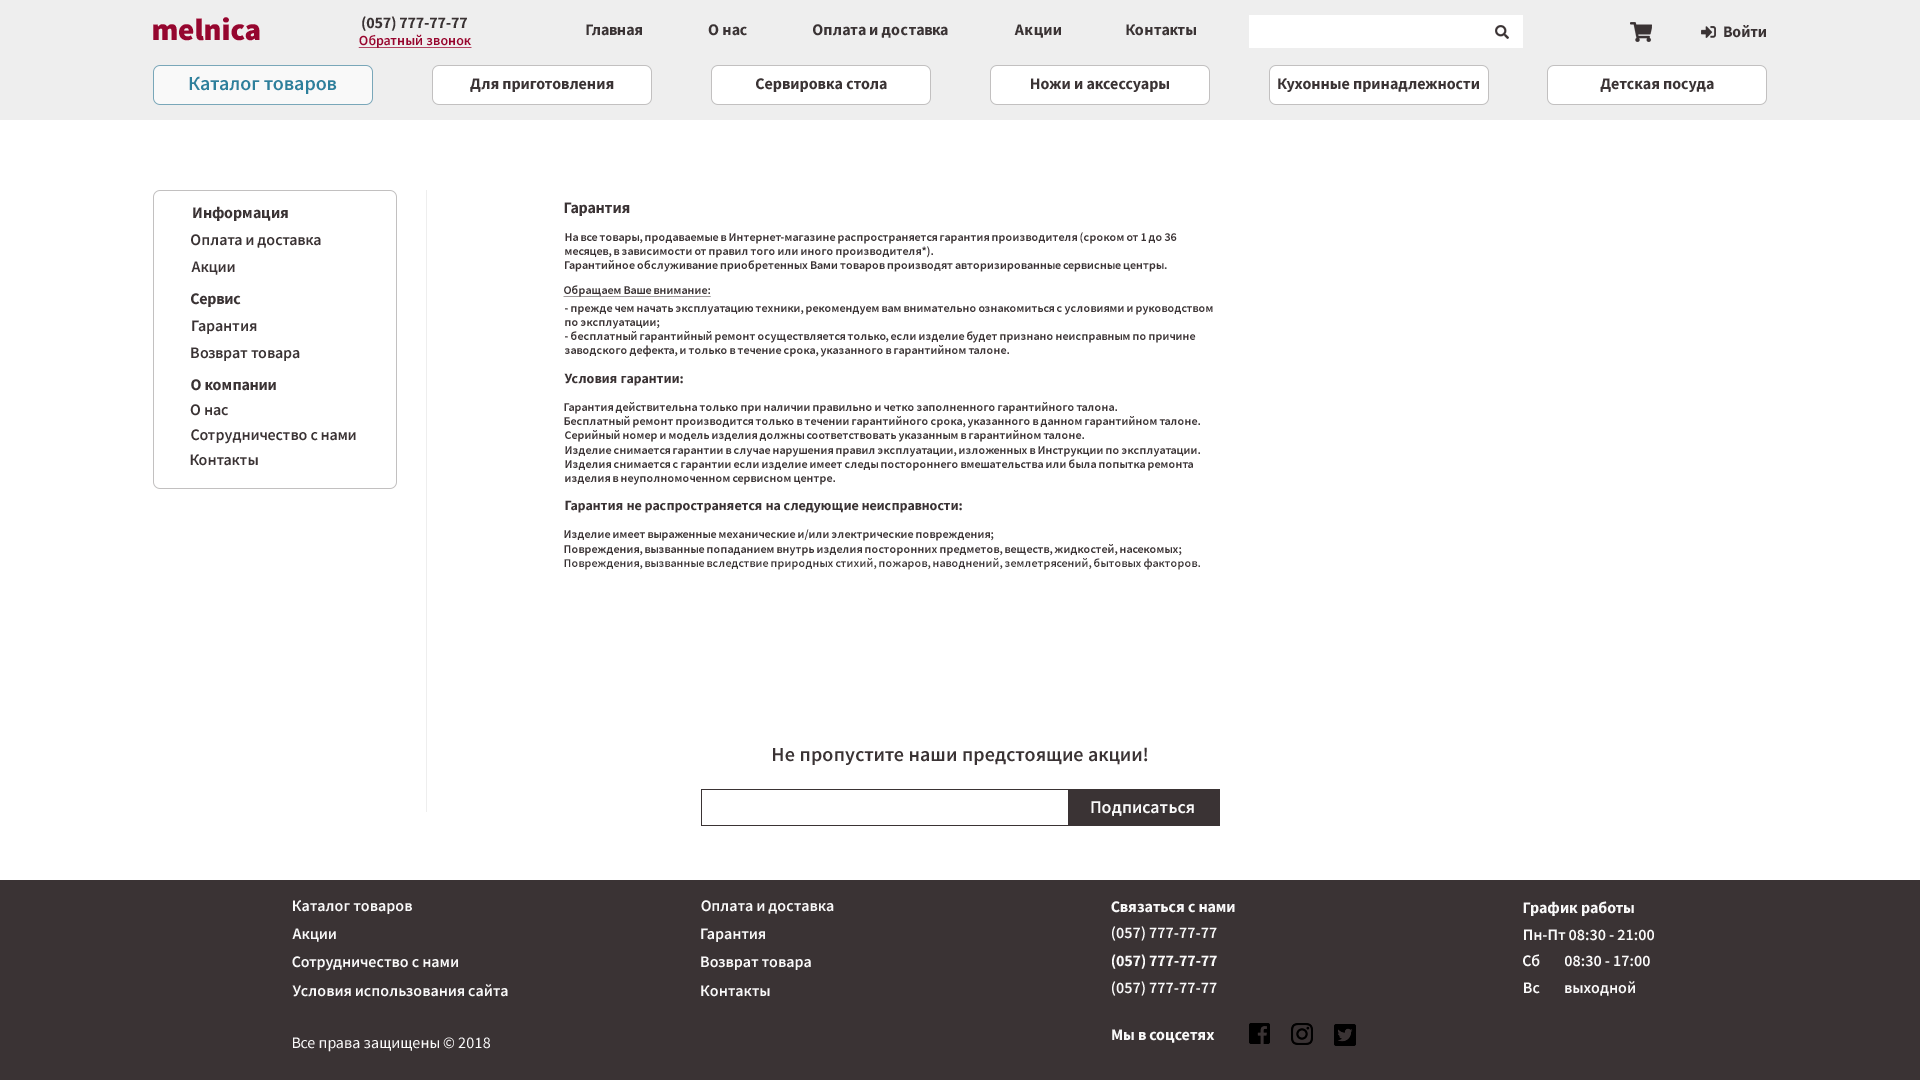 melnica
(057) 777-77-77
Обратный звонок
Главная
О нас
Оплата и доставка
Акции
Контакты
Войти
Каталог товаров
Для приготовления
Сервировка стола
Ножи и аксессуары
Кухонные принадлежности
Детская посуда
Информация
Оплата и доставка
Акции
Сервис
Гарантия
Возврат товара
О компании
О нас
Сотрудничество с нами
Контакты
Гарантия
На все товары, продаваемые в Интернет-магазине распространяется гарантия производителя (сроком от 1 до 36
месяцев, в зависимости от правил того или иного производителя*).
Гарантийное обслуживание приобретенных Вами товаров производят авторизированные сервисные центры.
Обращаем Ваше внимание:
- прежде чем начать эксплуатацию техники, рекомендуем вам внимательно ознакомиться с условиями и руководством
по эксплуатации;
- бесплатный гарантийный ремонт осуществляется только, если изделие будет признано неисправным по причине
заводского дефекта, и только в течение срока, указанного в гарантийном талоне.
Условия гарантии:
Гарантия действительна только при наличии правильно и четко заполненного гарантийного талона.
Бесплатный ремонт производится только в течении гарантийного срока, указанного в данном гарантийном талоне.
Серийный номер и модель изделия должны соответствовать указанным в гарантийном талоне.
Изделие снимается гарантии в случае нарушения правил эксплуатации, изложенных в Инструкции по эксплуатации.
Изделия снимается с гарантии если изделие имеет следы постороннего вмешательства или была попытка ремонта
изделия в неуполномоченном сервисном центре.
Гарантия не распространяется на следующие неисправности:
Изделие имеет выраженные механические и/или электрические повреждения;
Повреждения, вызванные попаданием внутрь изделия посторонних предметов, веществ, жидкостей, насекомых;
Повреждения, вызванные вследствие природных стихий, пожаров, наводнений, землетрясений, бытовых факторов.
Не пропустите наши предстоящие акции!
Подписаться
Каталог товаров
Акции
Сотрудничество с нами
Условия использования сайта
Все права защищены © 2018
Оплата и доставка
Гарантия
Возврат товара
Контакты
Связаться с нами
(057) 777-77-77
(057) 777-77-77
(057) 777-77-77
Мы в соцсетях
График работы
Пн-Пт 08:30 - 21:00
Сб 08:30 - 17:00
Вс выходной